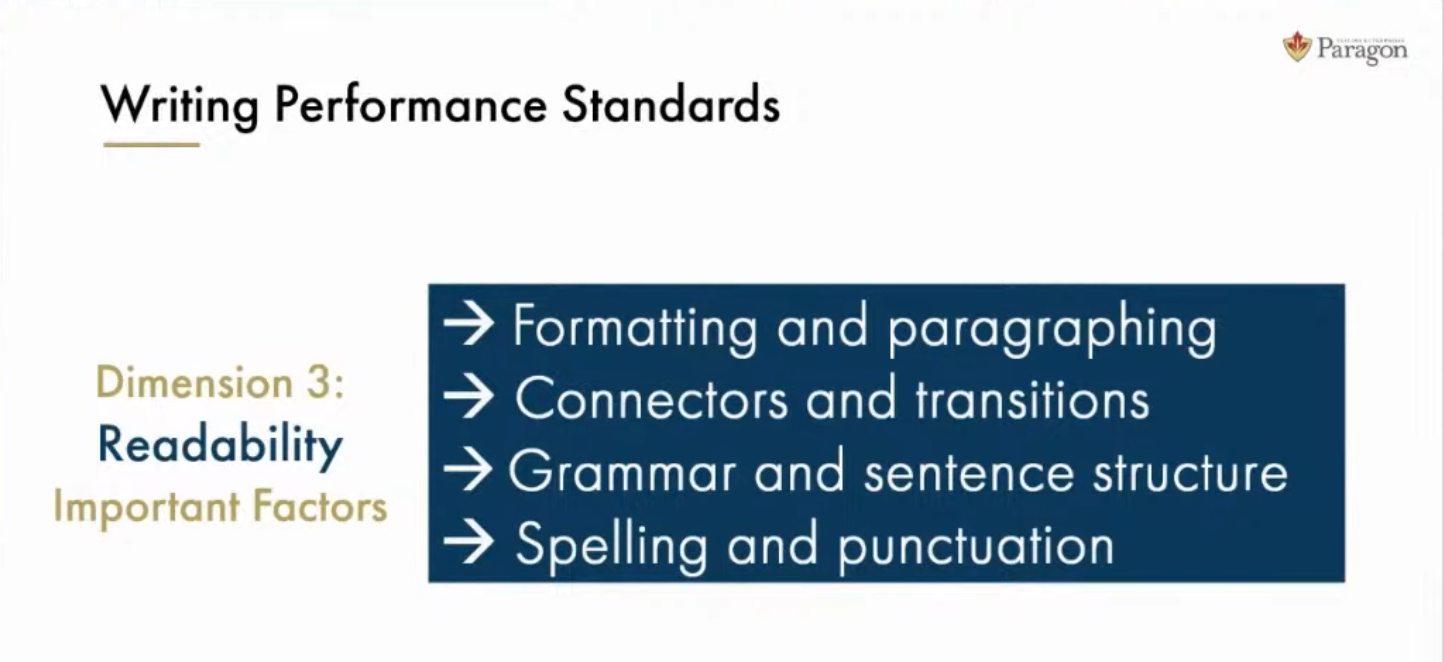 Paragon
Writing Performance Standards
Dimension 3:
Readability
Important Factors
→ Formatting and paragraphing
→ Connectors and transitions
→ Grammar and sentence structure
→ Spelling and punctuation